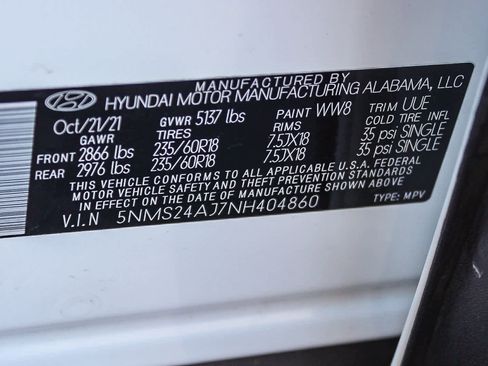 MANUFACTURED BY
HYUNDAI MOTOR MANUFACTURING ALABAMA, LLC
Oct/21/21 GVWR 5137 lbs PAINT WW8 TRIM UUE
GAWR TIRES RIMS COLD TIRE INFL
FRONT 2866 lbs 235/60R18 7.5JX18 35 psi SINGLE
REAR 2976 lbs 235/60R18 7.5JX18 35 psi SINGLE
THIS VEHICLE CONFORMS TO ALL APPLICABLE U.S.A. FEDERAL
MOTOR VEHICLE SAFETY AND THEFT PREVENTION STANDARDS
IN EFFECT ON THE DATE OF MANUFACTURE SHOWN ABOVE
V.I.N 5NMS24AJ7NH404860 TYPE: MPV